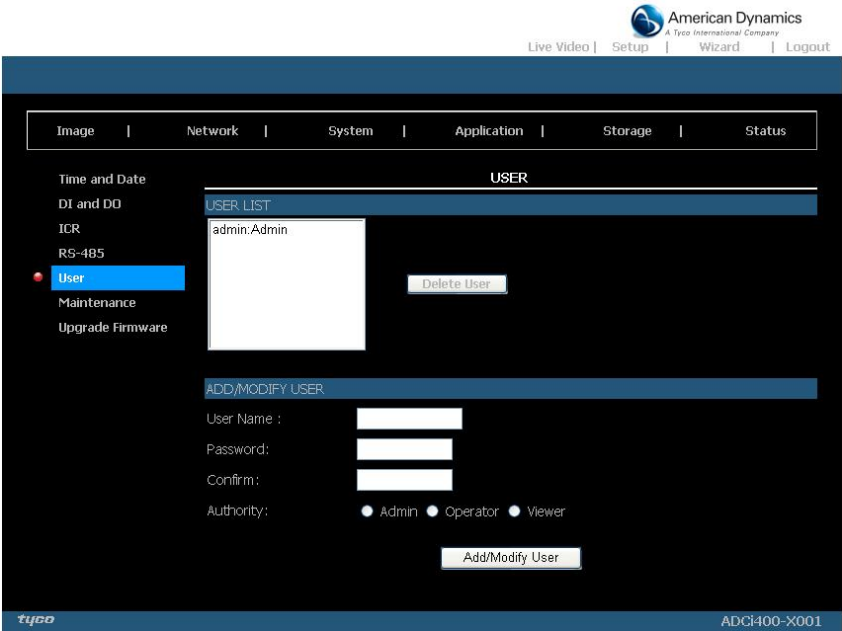 American Dynamics
A Tyco International Company
Live Video | Setup | Wizard | Logout
Image | Network | System | Application | Storage | Status
Time and Date
DI and DO
ICR
RS-485
User
Maintenance
Upgrade Firmware
USER
USER LIST
admin:Admin
Delete User
ADD/MODIFY USER
User Name :
Password:
Confirm:
Authority: Admin Operator Viewer
Add/Modify User
tyco
ADCi400-X001